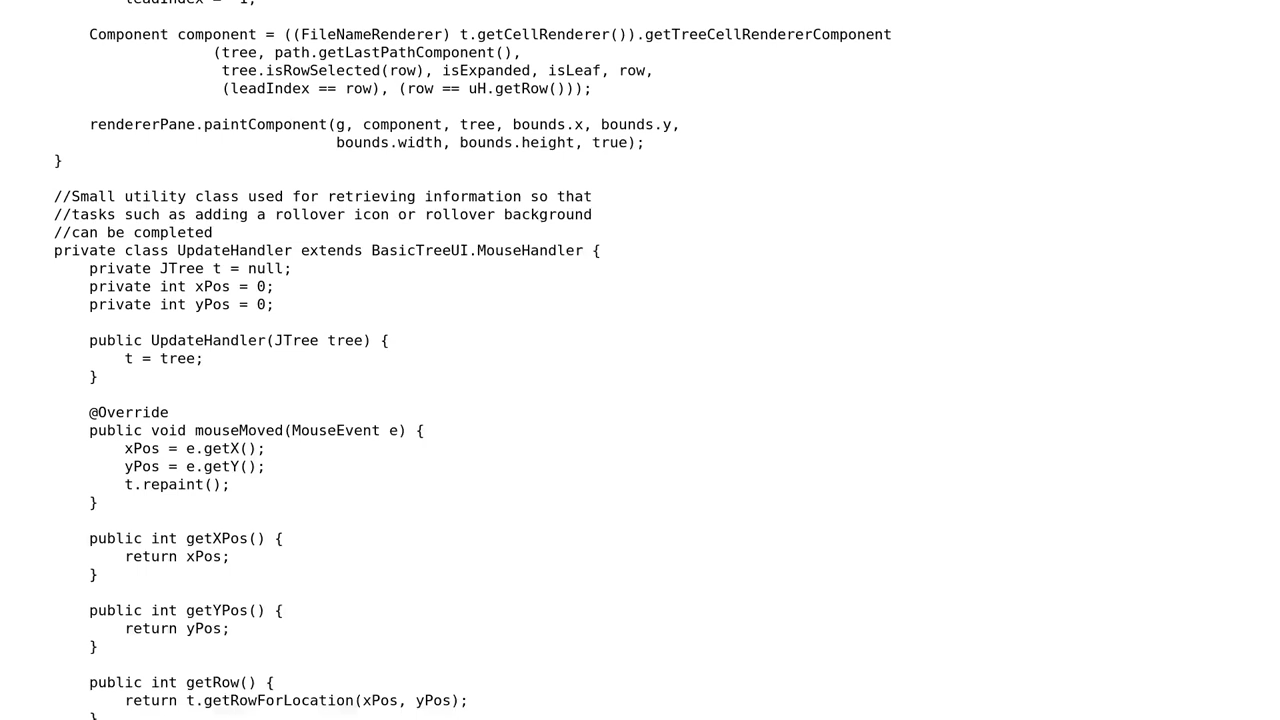 leadIndex = -1;

        Component component = ((FileNameRenderer) t.getCellRenderer()).getTreeCellRendererComponent
                      (tree, path.getLastPathComponent(),
                       tree.isRowSelected(row), isExpanded, isLeaf, row,
                       (leadIndex == row), (row == uH.getRow()));

        rendererPane.paintComponent(g, component, tree, bounds.x, bounds.y,
                                    bounds.width, bounds.height, true);
    }

    //Small utility class used for retrieving information so that
    //tasks such as adding a rollover icon or rollover background
    //can be completed
    private class UpdateHandler extends BasicTreeUI.MouseHandler {
        private JTree t = null;
        private int xPos = 0;
        private int yPos = 0;

        public UpdateHandler(JTree tree) {
            t = tree;
        }

        @Override
        public void mouseMoved(MouseEvent e) {
            xPos = e.getX();
            yPos = e.getY();
            t.repaint();
        }

        public int getXPos() {
            return xPos;
        }

        public int getYPos() {
            return yPos;
        }

        public int getRow() {
            return t.getRowForLocation(xPos, yPos);
        }